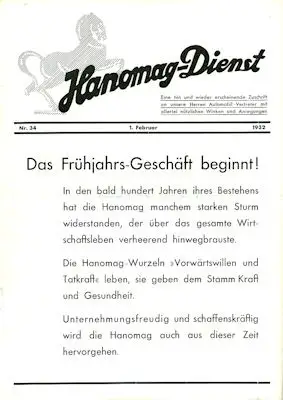 Hanomag-Dienst
Eine hin und wieder erscheinende Zuschrift
an unsere Herren Automobil-Vertreter mit
allerlei nützlichen Winken und Anregungen
Nr. 34 1. Februar 1932
Das Frühjahrs-Geschäft beginnt!
In den bald hundert Jahren ihres Bestehens
hat die Hanomag manchem starken Sturm
widerstanden, der über das gesamte Wirt-
schaftsleben verheerend hinwegbrauste.
Die Hanomag-Wurzeln »Vorwärtswillen und
Tatkraft« leben, sie geben dem Stamm Kraft
und Gesundheit.
Unternehmungsfreudig und schaffenskräftig
wird die Hanomag auch aus dieser Zeit
hervorgehen.